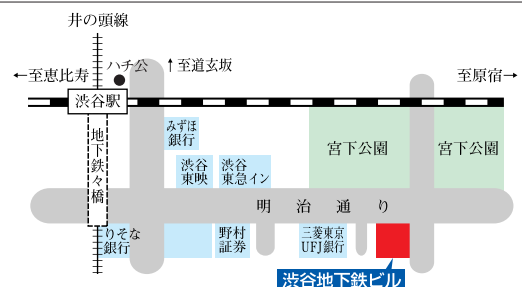 井の頭線
ハチ公
↑至道玄坂
←至恵比寿
至原宿→
渋谷駅
みずほ
銀行
宮下公園
宮下公園
地下鉄々橋
渋谷
東映
渋谷
東急イン
明治通り
りそな
銀行
野村
証券
三菱東京
UFJ銀行
渋谷地下鉄ビル